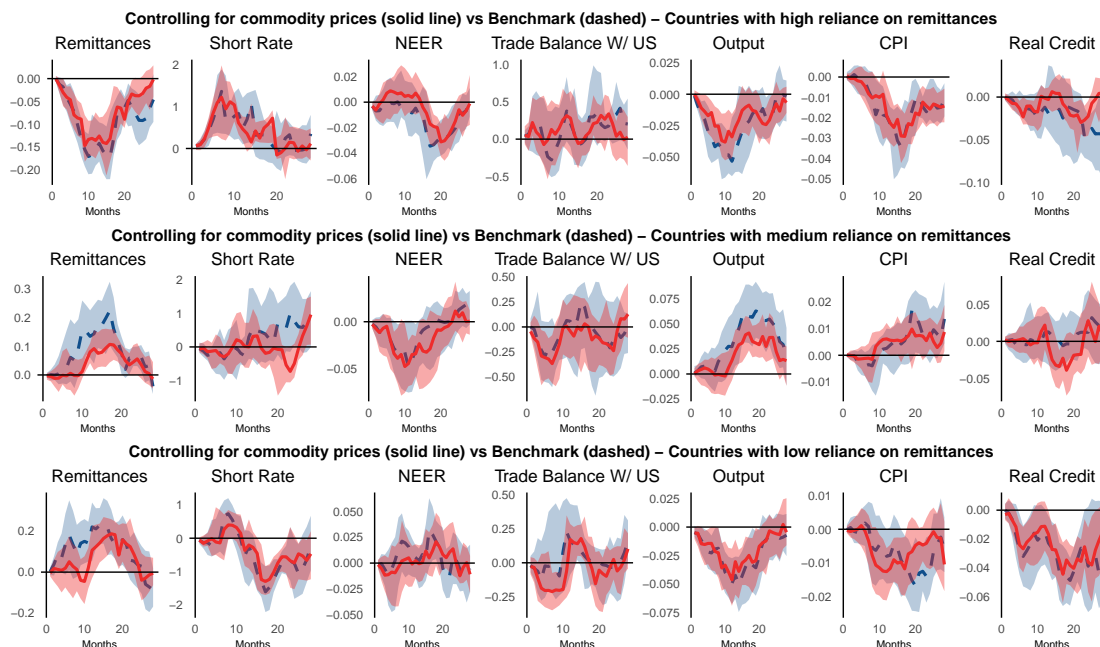 Controlling for commodity prices (solid line) vs Benchmark (dashed) – Countries with high reliance on remittances
Remittances Short Rate NEER Trade Balance W/ US Output CPI Real Credit
0.00 −0.05 −0.10 −0.15 −0.20
2 1 0
0.02 0.00 −0.02 −0.04 −0.06
1.0 0.5 0.0 −0.5
0.025 0.000 −0.025 −0.050
0.00 −0.01 −0.02 −0.03 −0.04 −0.05
0.00 −0.05 −0.10
0 10 20 0 10 20 0 10 20 0 10 20 0 10 20 0 10 20 0 10 20
Months Months Months Months Months Months Months
Controlling for commodity prices (solid line) vs Benchmark (dashed) – Countries with medium reliance on remittances
Remittances Short Rate NEER Trade Balance W/ US Output CPI Real Credit
0.3 0.2 0.1 0.0
2 1 0 −1
0.00 −0.05
0.50 0.25 0.00 −0.25 −0.50
0.075 0.050 0.025 0.000 −0.025
0.02 0.01 0.00 −0.01
0.05 0.00 −0.05
0 10 20 0 10 20 0 10 20 0 10 20 0 10 20 0 10 20 0 10 20
Months Months Months Months Months Months Months
Controlling for commodity prices (solid line) vs Benchmark (dashed) – Countries with low reliance on remittances
Remittances Short Rate NEER Trade Balance W/ US Output CPI Real Credit
0.2 0.0 −0.2
1 0 −1 −2
0.050 0.025 0.000 −0.025 −0.050
0.50 0.25 0.00 −0.25
0.025 0.000 −0.025 −0.050 −0.075
0.01 0.00 −0.01 −0.02
0.00 −0.02 −0.04 −0.06
0 10 20 0 10 20 0 10 20 0 10 20 0 10 20 0 10 20 0 10 20
Months Months Months Months Months Months Months